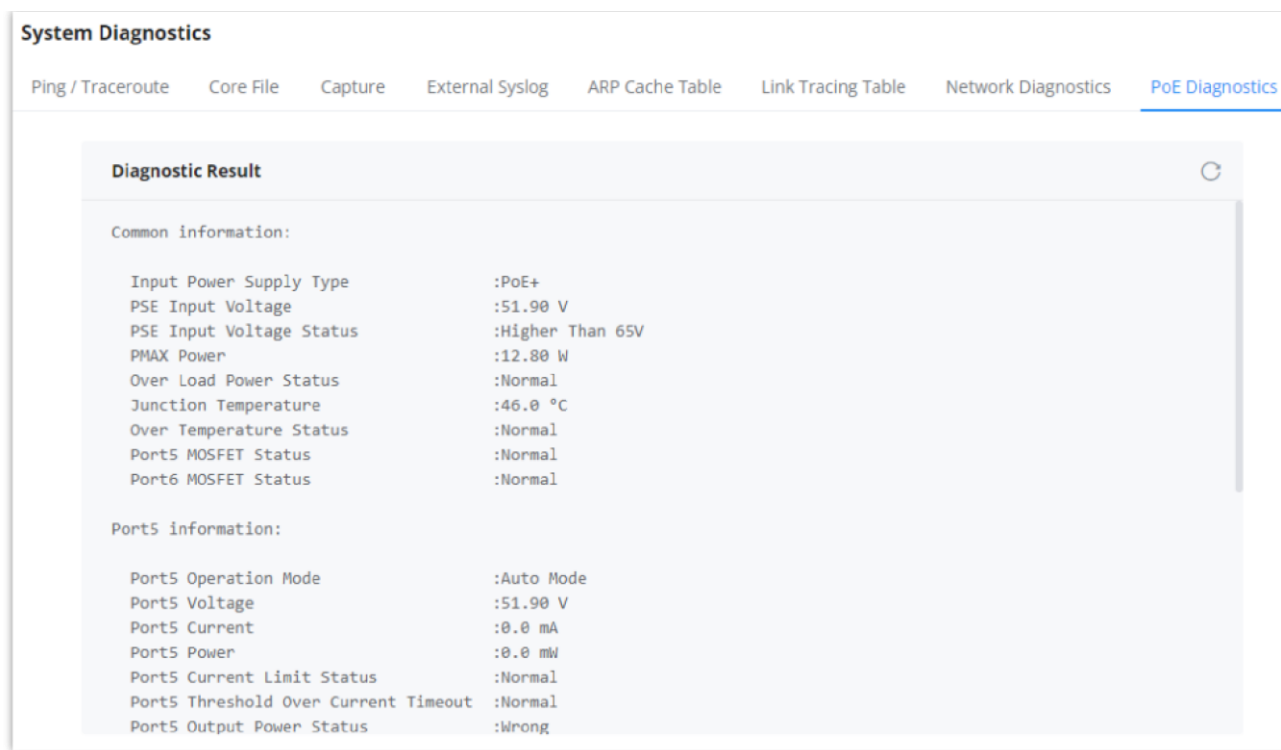 System Diagnostics
Ping / Traceroute Core File Capture External Syslog ARP Cache Table Link Tracing Table Network Diagnostics PoE Diagnostics
Diagnostic Result
Common information:
Input Power Supply Type :PoE+
PSE Input Voltage :51.90 V
PSE Input Voltage Status :Higher Than 65V
PMAX Power :12.80 W
Over Load Power Status :Normal
Junction Temperature :46.0 °C
Over Temperature Status :Normal
Port5 MOSFET Status :Normal
Port6 MOSFET Status :Normal
Port5 information:
Port5 Operation Mode :Auto Mode
Port5 Voltage :51.90 V
Port5 Current :0.0 mA
Port5 Power :0.0 mW
Port5 Current Limit Status :Normal
Port5 Threshold Over Current Timeout :Normal
Port5 Output Power Status :Wrong